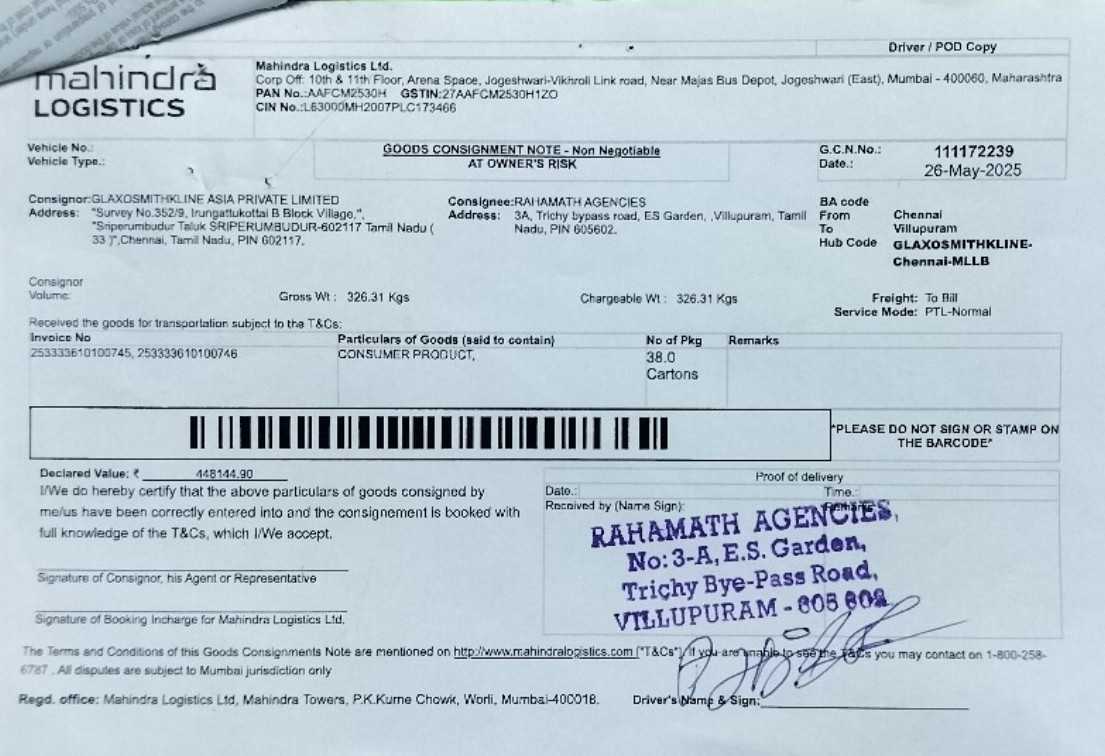 Driver / POD Copy
mahindra
LOGISTICS
Mahindra Logistics Ltd.
Corp Off: 10th & 11th Floor, Arena Space, Jogeshwari-Vikhroli Link road, Near Majas Bus Depot, Jogeshwari (East), Mumbai - 400060, Maharashtra
PAN No.:AAFCM2530H GSTIN:27AAFCM2530H1ZO
CIN No.:L63000MH2007PLC173466
Vehicle No.:
Vehicle Type.:
GOODS CONSIGNMENT NOTE - Non Negotiable
AT OWNER'S RISK
G.C.N.No.: 111172239
Date.: 26-May-2025
Consignor:GLAXOSMITHKLINE ASIA PRIVATE LIMITED
Address: "Survey No.352/9, Irungattukottai B Block Village,",
"Sriperumbudur Taluk SRIPERUMBUDUR-602117 Tamil Nadu (
33 )",Chennai, Tamil Nadu, PIN 602117.
Consignee:RAHAMATH AGENCIES
Address: 3A, Trichy bypass road, ES Garden, ,Villupuram, Tamil
Nadu, PIN 605602.
BA code
From Chennai
To Villupuram
Hub Code GLAXOSMITHKLINE-
Chennai-MLLB
Consignor
Volume:
Gross Wt : 326.31 Kgs
Chargeable Wt : 326.31 Kgs
Freight: To Bill
Service Mode: PTL-Normal
Received the goods for transportation subject to the T&Cs:
Invoice No Particulars of Goods (said to contain) No of Pkg Remarks
253333610100745, 253333610100746 CONSUMER PRODUCT, 38.0
Cartons
*PLEASE DO NOT SIGN OR STAMP ON
THE BARCODE*
Declared Value: ₹ 448144.90
I/We do hereby certify that the above particulars of goods consigned by
me/us have been correctly entered into and the consignement is booked with
full knowledge of the T&Cs, which I/We accept.
Signature of Consignor, his Agent or Representative
Signature of Booking Incharge for Mahindra Logistics Ltd.
Proof of delivery
Date.: Time.:
Received by (Name Sign): Remarks
RAHAMATH AGENCIES,
No: 3-A, E.S. Garden,
Trichy Bye-Pass Road,
VILLUPURAM -
The Terms and Conditions of this Goods Consignments Note are mentioned on http://www.mahindralogistics.com ("T&Cs"). If you are unable to see the T&Cs you may contact on 1-800-258-
6787 . All disputes are subject to Mumbai jurisdiction only
Regd. office: Mahindra Logistics Ltd, Mahindra Towers, P.K.Kurne Chowk, Worli, Mumbai-400018.
Driver's Name & Sign: